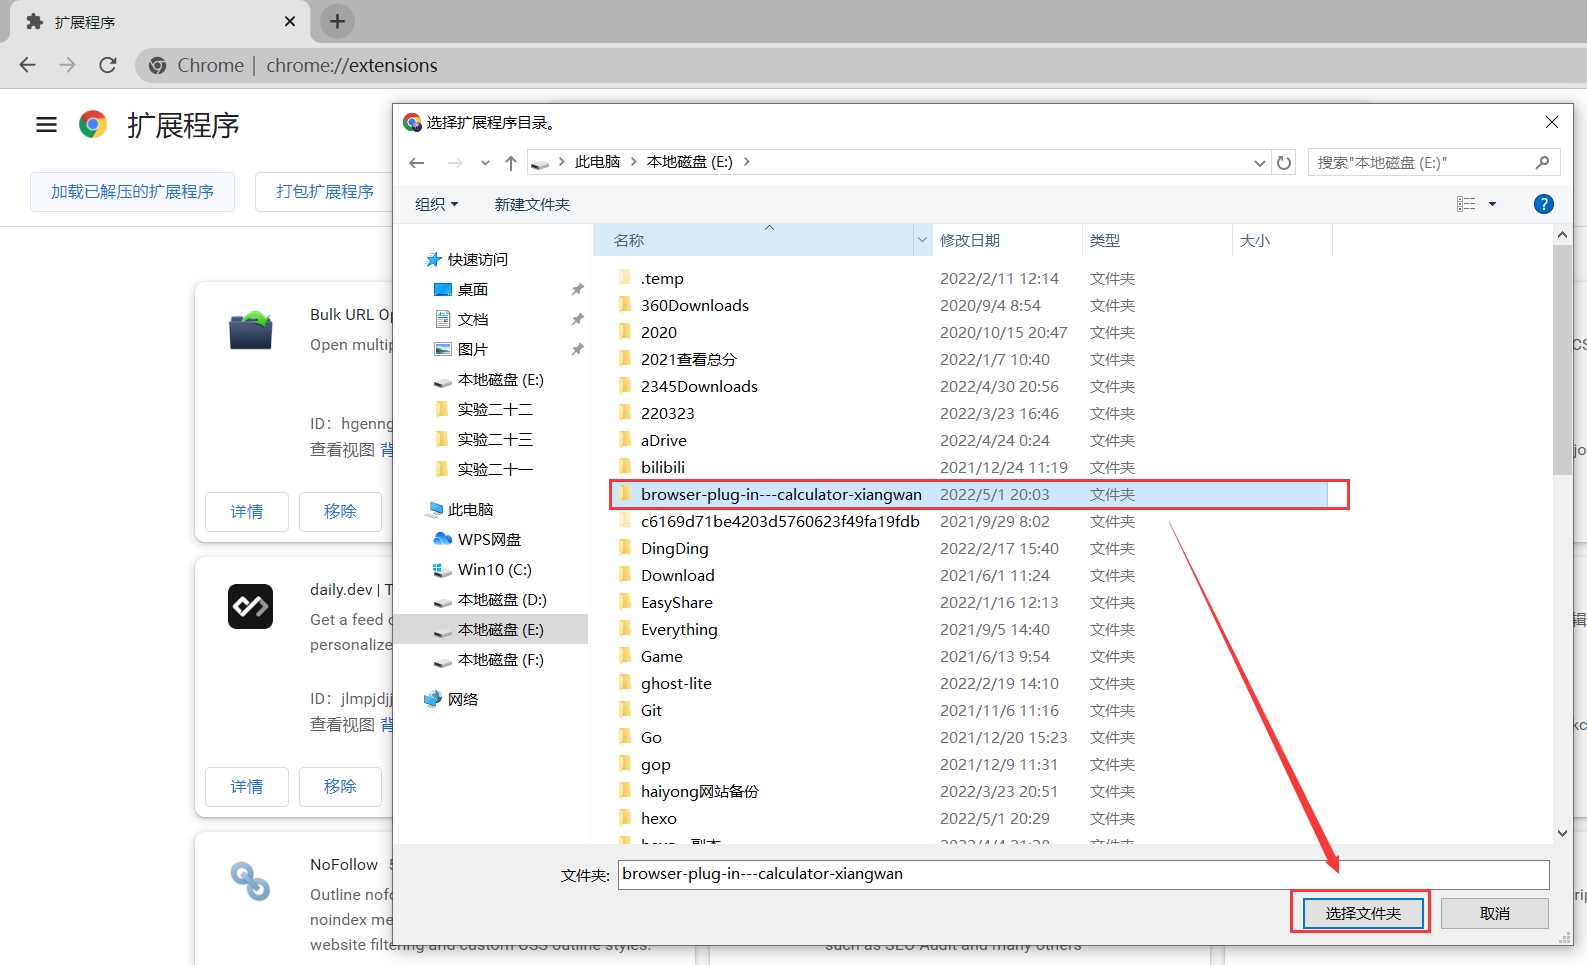 扩展程序
Chrome | chrome://extensions
扩展程序
加载已解压的扩展程序
打包扩展程序
Bulk URL Op
Open multip
ID：hgenng
查看视图 背
详情
移除
daily.dev | T
Get a feed
personalize
ID：jlmpjdjj
查看视图 背
详情
移除
NoFollow
Outline nofo
noindex me
website filtering and custom CSS outline styles.
such as SEO Audit and many others
选择扩展程序目录。
此电脑
本地磁盘 (E:)
搜索"本地磁盘 (E:)"
组织
新建文件夹
?
快速访问
桌面
文档
图片
本地磁盘 (E:)
实验二十二
实验二十三
实验二十一
此电脑
WPS网盘
Win10 (C:)
本地磁盘 (D:)
本地磁盘 (E:)
本地磁盘 (F:)
网络
名称 修改日期 类型 大小
.temp 2022/2/11 12:14 文件夹
360Downloads 2020/9/4 8:54 文件夹
2020 2020/10/15 20:47 文件夹
2021查看总分 2022/1/7 10:40 文件夹
2345Downloads 2022/4/30 20:56 文件夹
220323 2022/3/23 16:46 文件夹
aDrive 2022/4/24 0:24 文件夹
bilibili 2021/12/24 11:19 文件夹
browser-plug-in---calculator-xiangwan 2022/5/1 20:03 文件夹
c6169d71be4203d5760623f49fa19fdb 2021/9/29 8:02 文件夹
DingDing 2022/2/17 15:40 文件夹
Download 2021/6/1 11:24 文件夹
EasyShare 2022/1/16 12:13 文件夹
Everything 2021/9/5 14:40 文件夹
Game 2021/6/13 9:54 文件夹
ghost-lite 2022/2/19 14:10 文件夹
Git 2021/11/6 11:16 文件夹
Go 2021/12/20 15:23 文件夹
gop 2021/12/9 11:31 文件夹
haiyong网站备份 2022/3/23 20:51 文件夹
hexo 2022/5/1 20:29 文件夹
文件夹: browser-plug-in---calculator-xiangwan
选择文件夹
取消